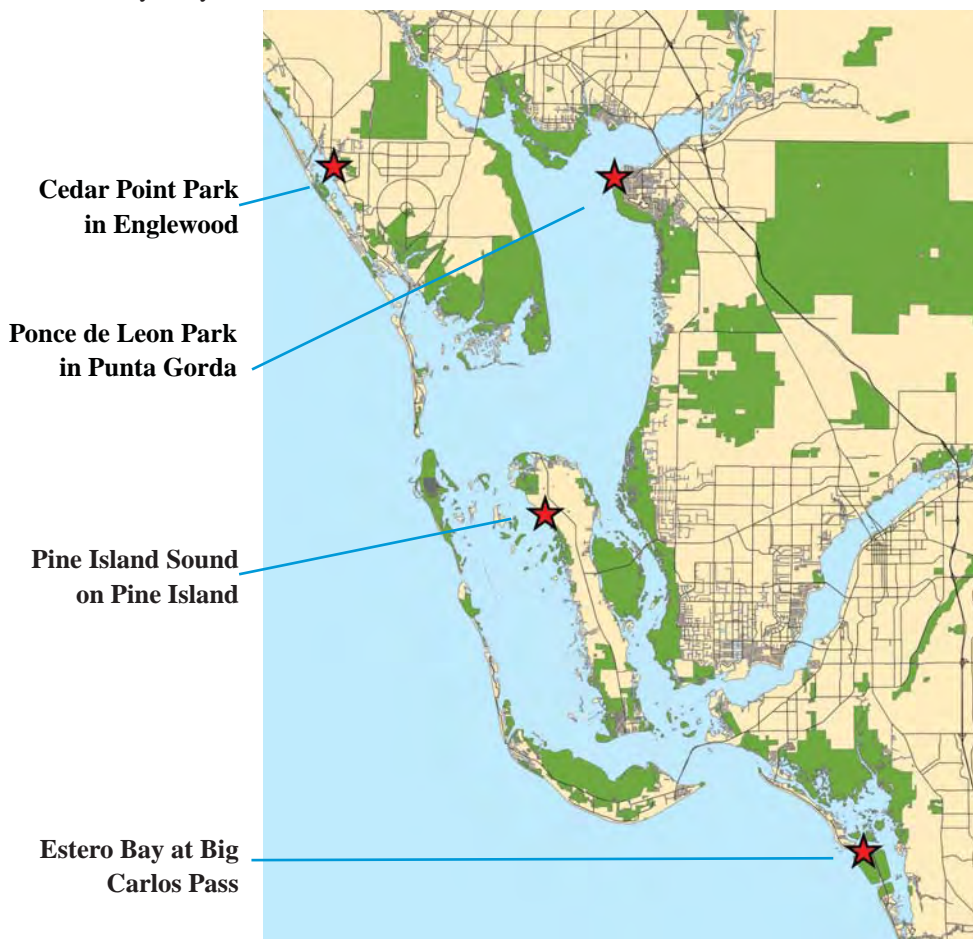 Cedar Point Park
in Englewood
Ponce de Leon Park
in Punta Gorda
Pine Island Sound
on Pine Island
Estero Bay at Big
Carlos Pass